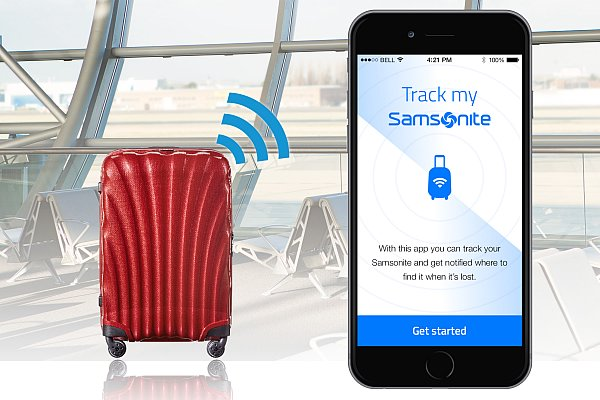 BELL 4:21 PM 100%
Track my
Samsonite
With this app you can track your
Samsonite and get notified where to
find it when it's lost.
Get started